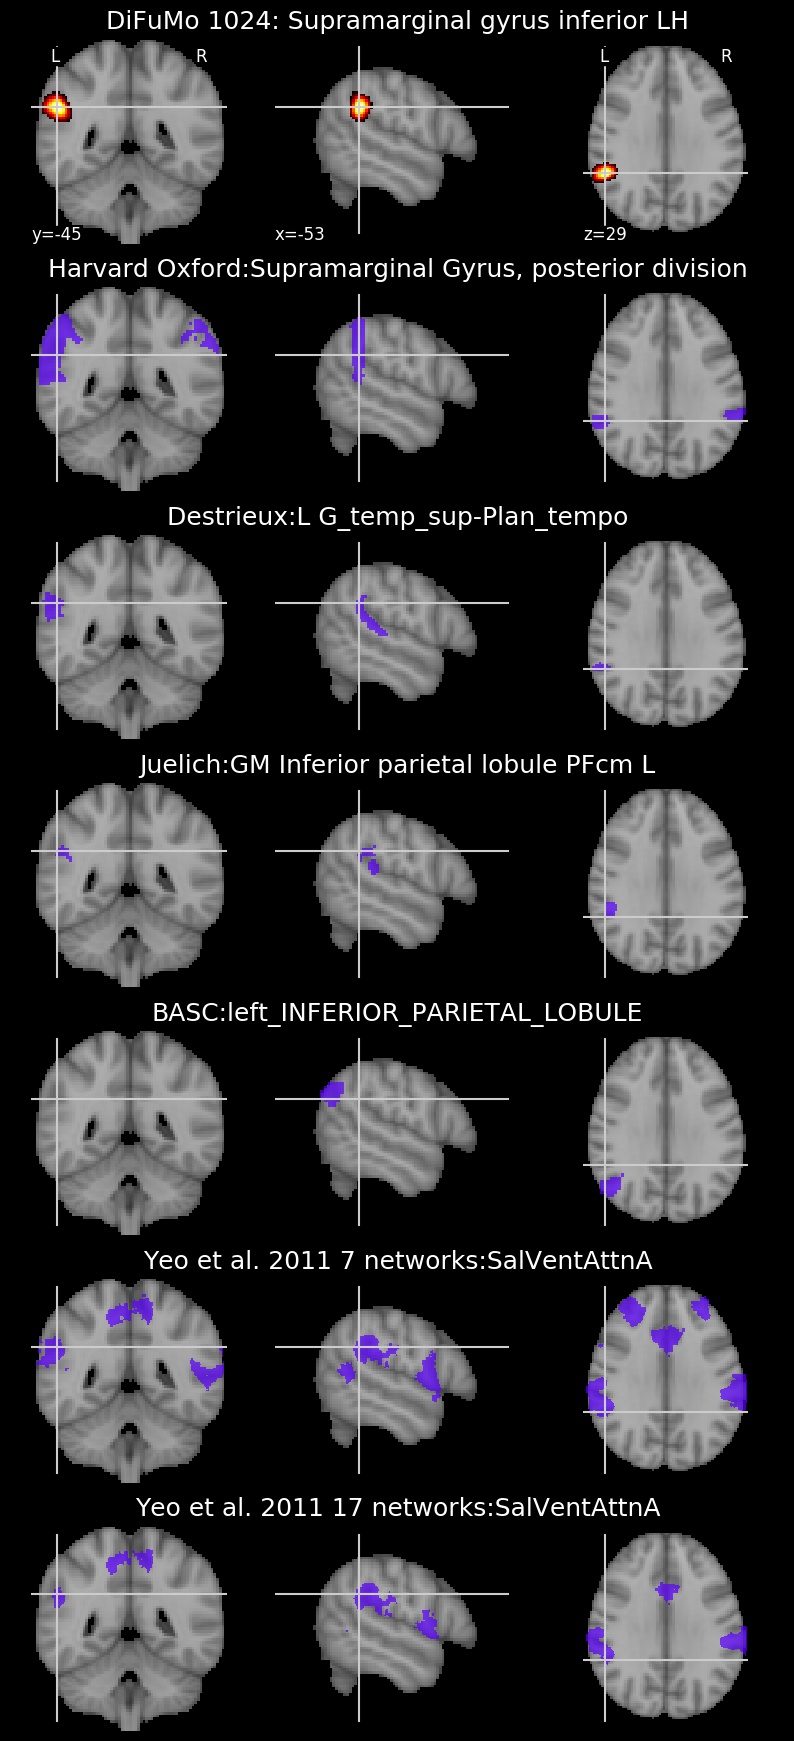 DiFuMo 1024: Supramarginal gyrus inferior LH
L R L R
y=-45 x=-53 z=29
Harvard Oxford:Supramarginal Gyrus, posterior division
Destrieux:L G_temp_sup-Plan_tempo
Juelich:GM Inferior parietal lobule PFcm L
BASC:left_INFERIOR_PARIETAL_LOBULE
Yeo et al. 2011 7 networks:SalVentAttnA
Yeo et al. 2011 17 networks:SalVentAttnA